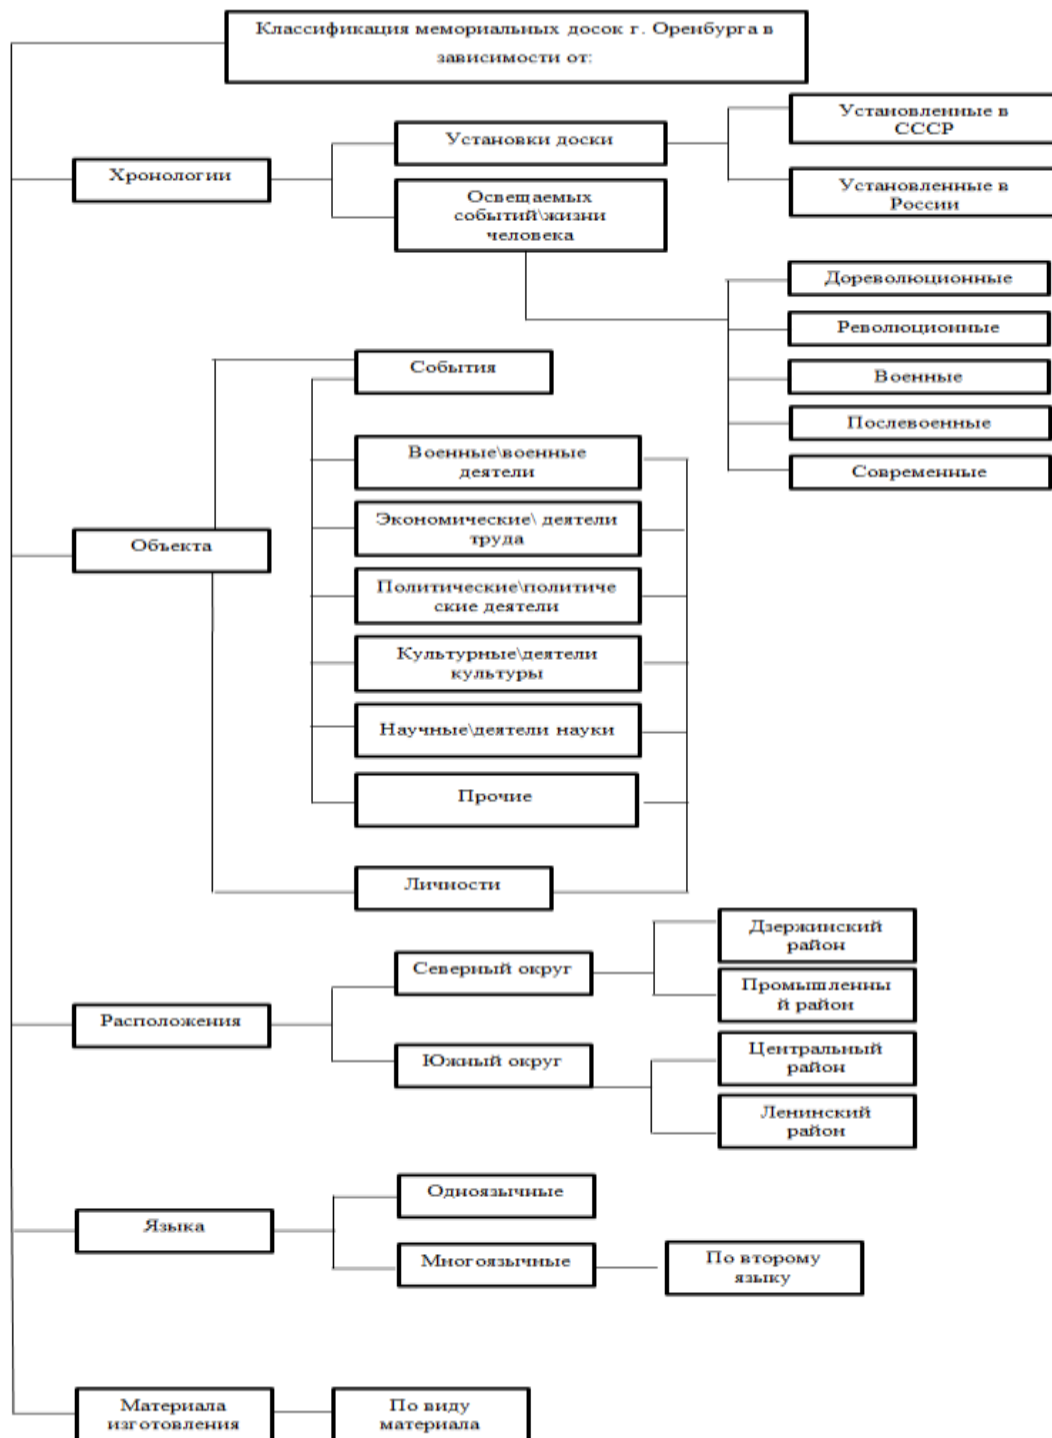 Классификация мемориальных досок г. Оренбурга в
зависимости от:
Хронологии
Установки доски
Установленные в
СССР
Установленные в
России
Освещаемых
событий\жизни
человека
Дореволюционные
Революционные
Военные
Послевоенные
Современные
Объекта
События
Военные\военные
деятели
Экономические\ деятели
труда
Политические\политиче
ские деятели
Культурные\деятели
культуры
Научные\деятели науки
Прочие
Личности
Расположения
Северный округ
Дзержинский
район
Промышленны
й район
Южный округ
Центральный
район
Ленинский
район
Языка
Одноязычные
Многоязычные
По второму
языку
Материала
изготовления
По виду
материала